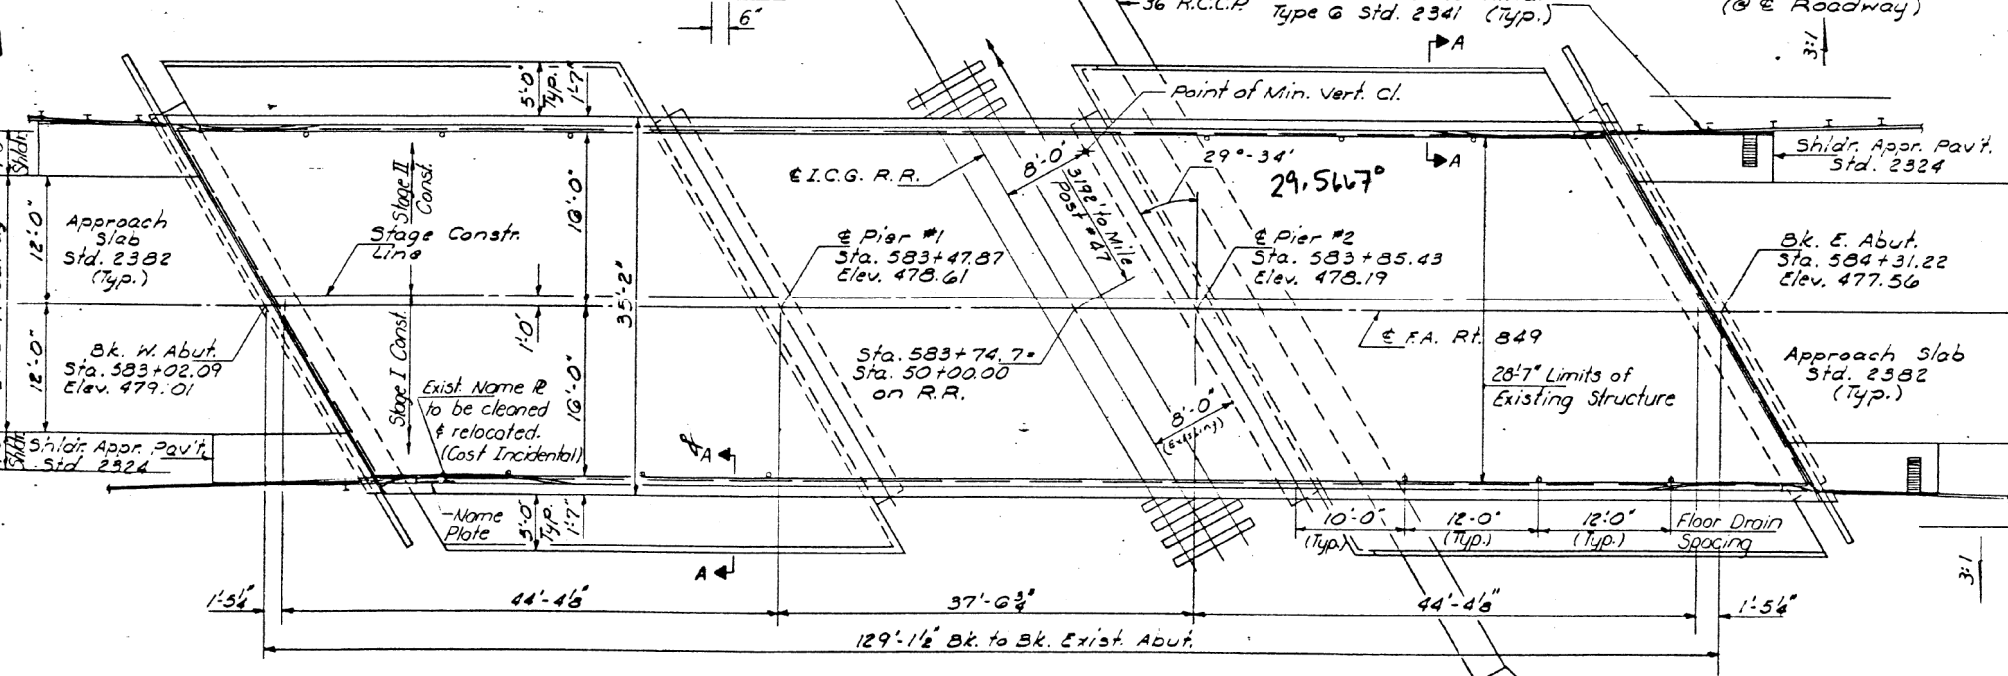 6"
36" R.C.C.P.
Type G Std. 2341 (Typ.)
(@ ℄ Roadway)
3:1
A
5'-0"
Typ.
1'-7"
Point of Min. Vert. Cl.
Shldr.
Shldr. Appr. Pav't.
Std. 2324
℄ I.C.G. R.R.
8'-0"
3192' to Mile
Post #47
29°-34'
29.5667°
A
Stage II
Const.
16'-0"
12'-0"
Approach
Slab
Std. 2382
(Typ.)
Stage Constr.
Line
℄ Pier #1
Sta. 583+47.87
Elev. 478.61
℄ Pier #2
Sta. 583+85.43
Elev. 478.19
Bk. E. Abut.
Sta. 584+31.22
Elev. 477.56
35'-2"
1'-0"
℄ F.A. Rt. 849
12'-0"
Bk. W. Abut.
Sta. 583+02.09
Elev. 479.01
Stage I Const.
16'-0"
Sta. 583+74.7=
Sta. 50+00.00
on R.R.
Approach Slab
Std. 2382
(Typ.)
28'-7" Limits of
Existing Structure
Exist. Name ℞
to be cleaned
& relocated.
(Cost Incidental)
8'-0"
(Existing)
Shldr.
Shldr. Appr. Pav't.
Std. 2324
A
Name
Plate
5'-0"
Typ.
1'-7"
10'-0"
(Typ.)
12'-0"
(Typ.)
12'-0"
(Typ.)
Floor Drain
Spacing
A
3:1
1'-5¼"
44'-4⅛"
37'-6¾"
44'-4⅛"
1'-5¼"
129'-1½" Bk. to Bk. Exist. Abut.